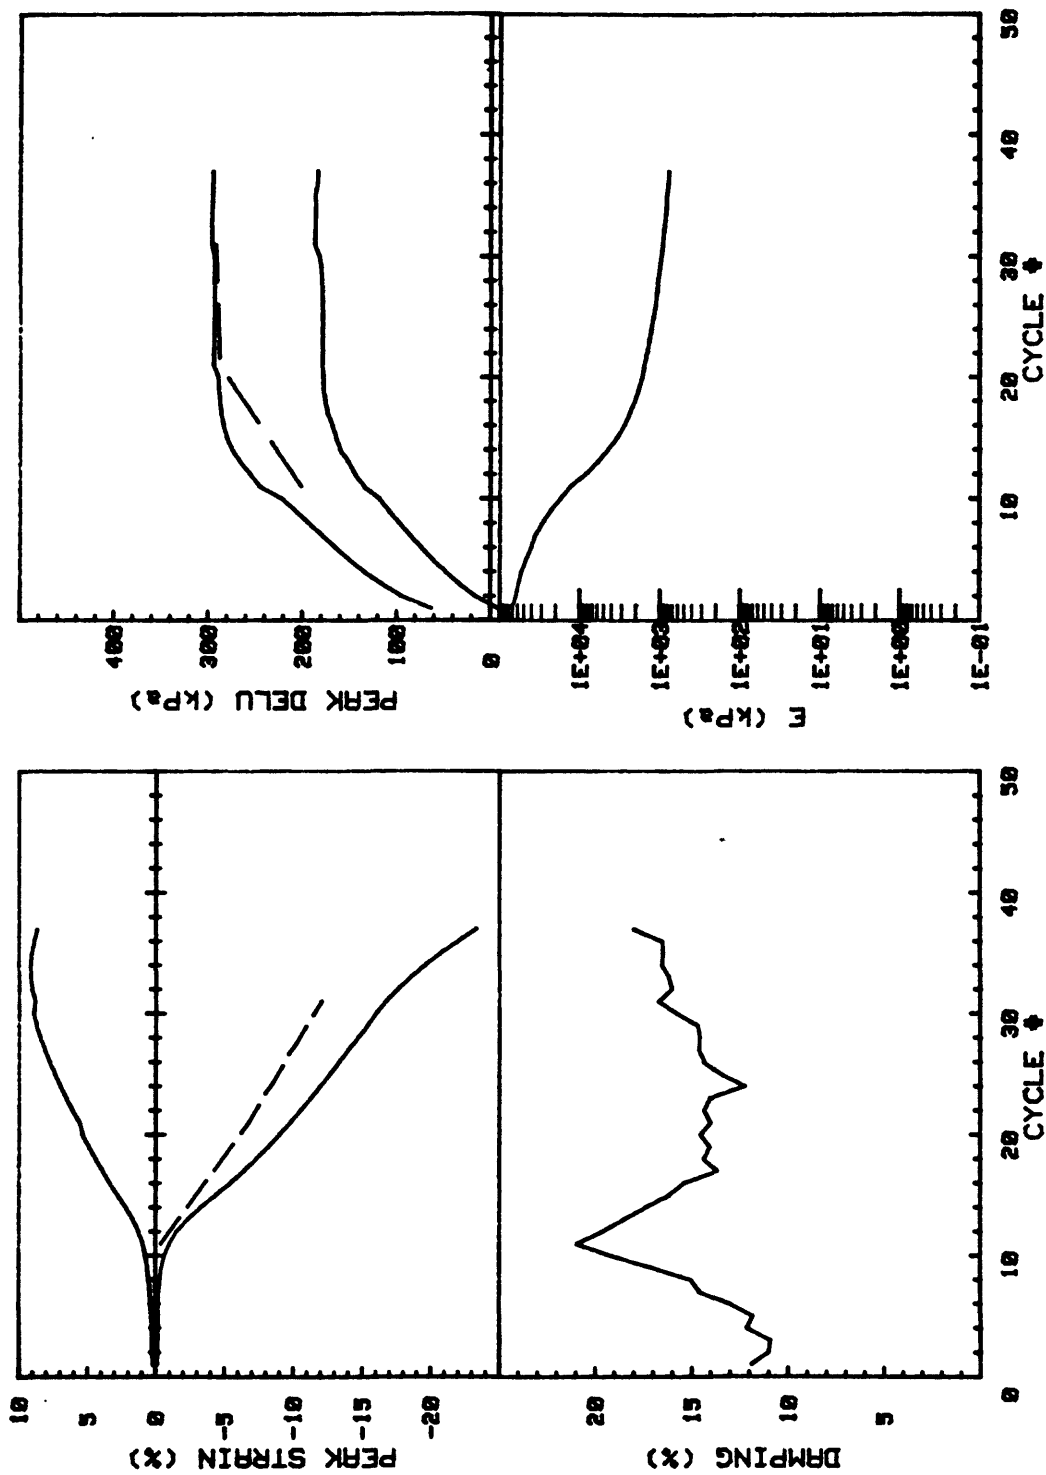 PEAK STRAIN (%)
10
5
0
-5
-10
-15
-20
DAMPING (%)
20
15
10
5
0 10 20 30 40 50
CYCLE #
PEAK DELU (kPa)
400
300
200
100
0
E (kPa)
1E+04
1E+03
1E+02
1E+01
1E+00
1E-01
10 20 30 40 50
CYCLE #